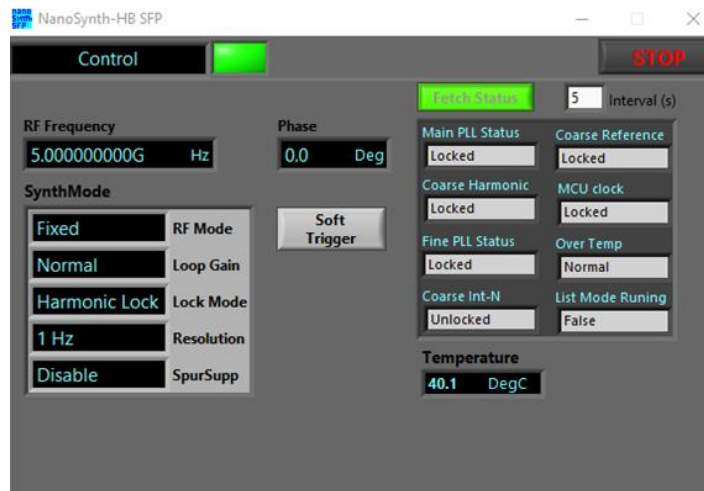 nano Synth SFP
NanoSynth-HB SFP
Control
STOP
Fetch Status
5
Interval (s)
RF Frequency
5.000000000G Hz
Phase
0.0 Deg
SynthMode
Fixed RF Mode
Normal Loop Gain
Harmonic Lock Lock Mode
1 Hz Resolution
Disable SpurSupp
Soft
Trigger
Main PLL Status
Locked
Coarse Reference
Locked
Coarse Harmonic
Locked
MCU clock
Locked
Fine PLL Status
Locked
Over Temp
Normal
Coarse Int-N
Unlocked
List Mode Runing
False
Temperature
40.1 DegC